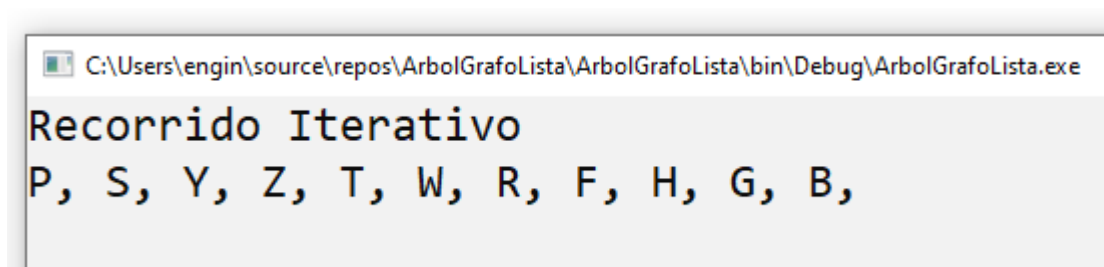 C:\Users\engin\source\repos\ArbolGrafoLista\ArbolGrafoLista\bin\Debug\ArbolGrafoLista.exe
Recorrido Iterativo
P, S, Y, Z, T, W, R, F, H, G, B,